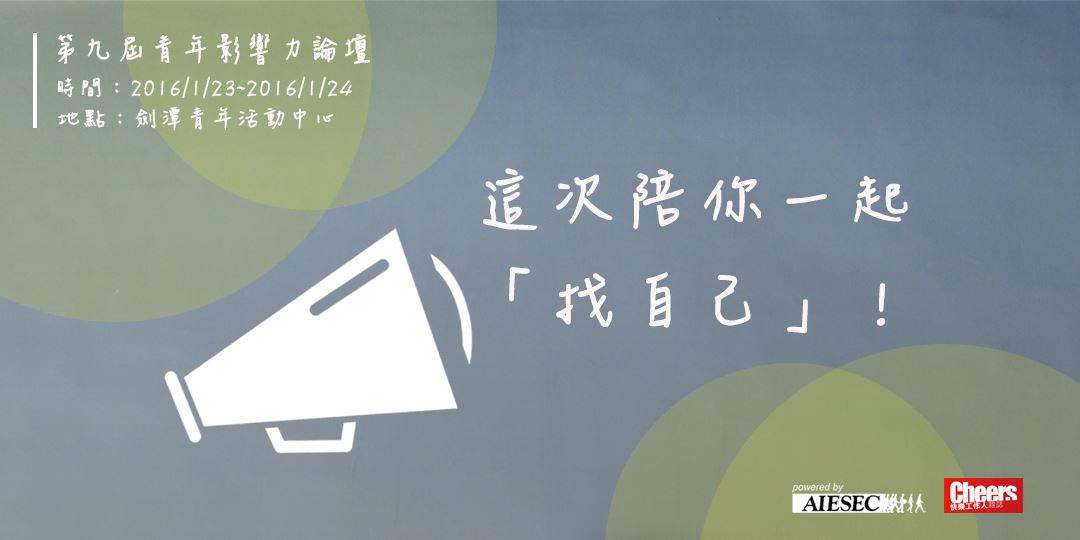 第九屆青年影響力論壇
時間：2016/1/23~2016/1/24
地點：劍潭青年活動中心
這次陪你一起
「找自己」！
powered by
AIESEC
Cheers
快樂工作人雜誌